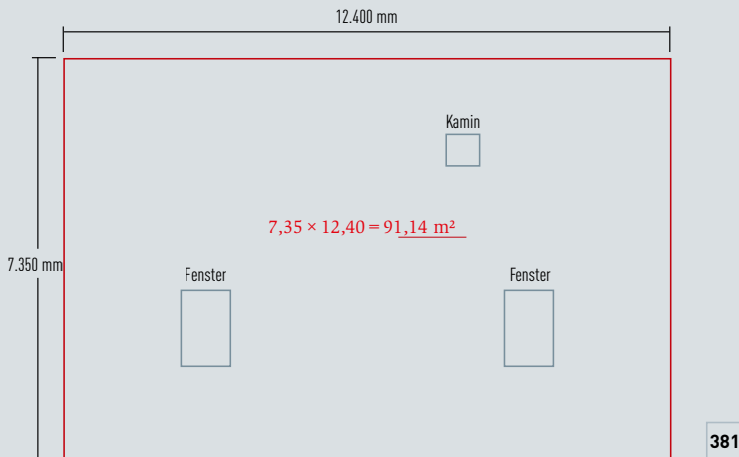 12.400 mm
Kamin
7,35 × 12,40 = 91,14 m²
7.350 mm
Fenster
Fenster
381